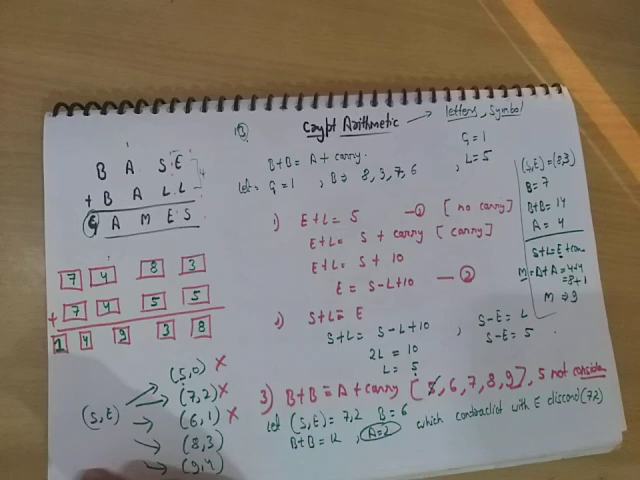 ③ Crypt Arithmetic → letters, symbol
B A S E
+ B A L L
G A M E S
7 4 8 3
+ 7 4 5 5
1 4 9 3 8
(S,E)
(5,0) ×
(7,2) ×
(6,1) ×
(8,3)
(9,4)
B+B = A + carry.
let = G = 1 , B ⇒ 8, 3, 7, 6
G = 1
, L = 5
1) E+L = 5 — ① [no carry]
E+L = S + carry [carry]
E+L = S + 10
E = S-L+10 — ②
2) S+L = E
S+L = S-L+10
2L = 10
L = 5
, S-E = L
S-E = 5 .
3) B+B = A + carry [5, 6, 7, 8, 9] , 5 not consider
let (S,E) = 7,2 B = 6
B+B = 12 , A=2 which contradict with E discard (7,2)
(S,E) = (8,3)
B = 7
B+B = 14
A = 4
S+L = E +
M = A+A = 4+4
= 8+1
M ⇒ 9